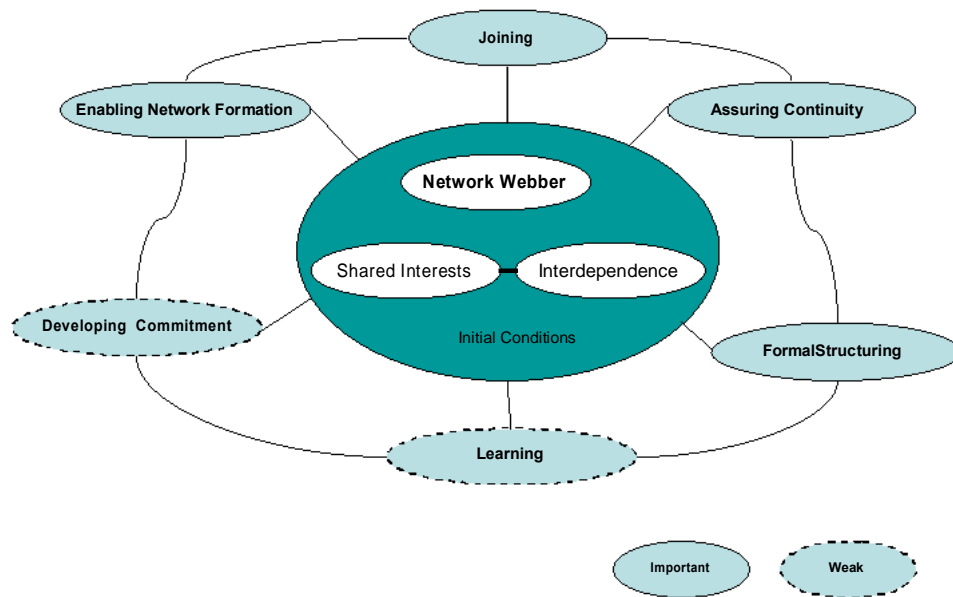 Joining
Enabling Network Formation
Assuring Continuity
Network Webber
Shared Interests
Interdependence
Developing Commitment
Initial Conditions
FormalStructuring
Learning
Important
Weak